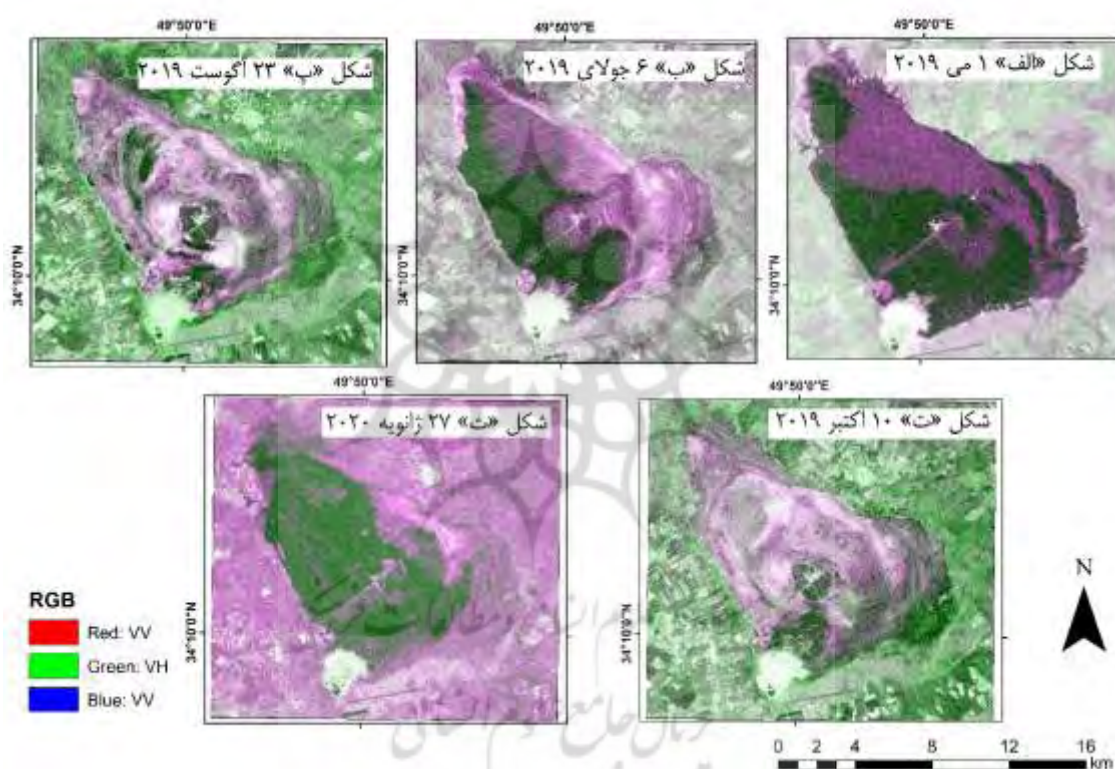 49°50'0"E
49°50'0"E
49°50'0"E
شکل «الف» ۱ می ۲۰۱۹
شکل «ب» ۶ جولای ۲۰۱۹
شکل «پ» ۲۳ آگوست ۲۰۱۹
34°10'0"N
34°10'0"N
34°10'0"N
49°50'0"E
49°50'0"E
شکل «ت» ۱۰ اکتبر ۲۰۱۹
شکل «ث» ۲۷ ژانویه ۲۰۲۰
34°10'0"N
34°10'0"N
RGB
Red: VV
Green: VH
Blue: VV
N
0 2 4 8 12 16
km